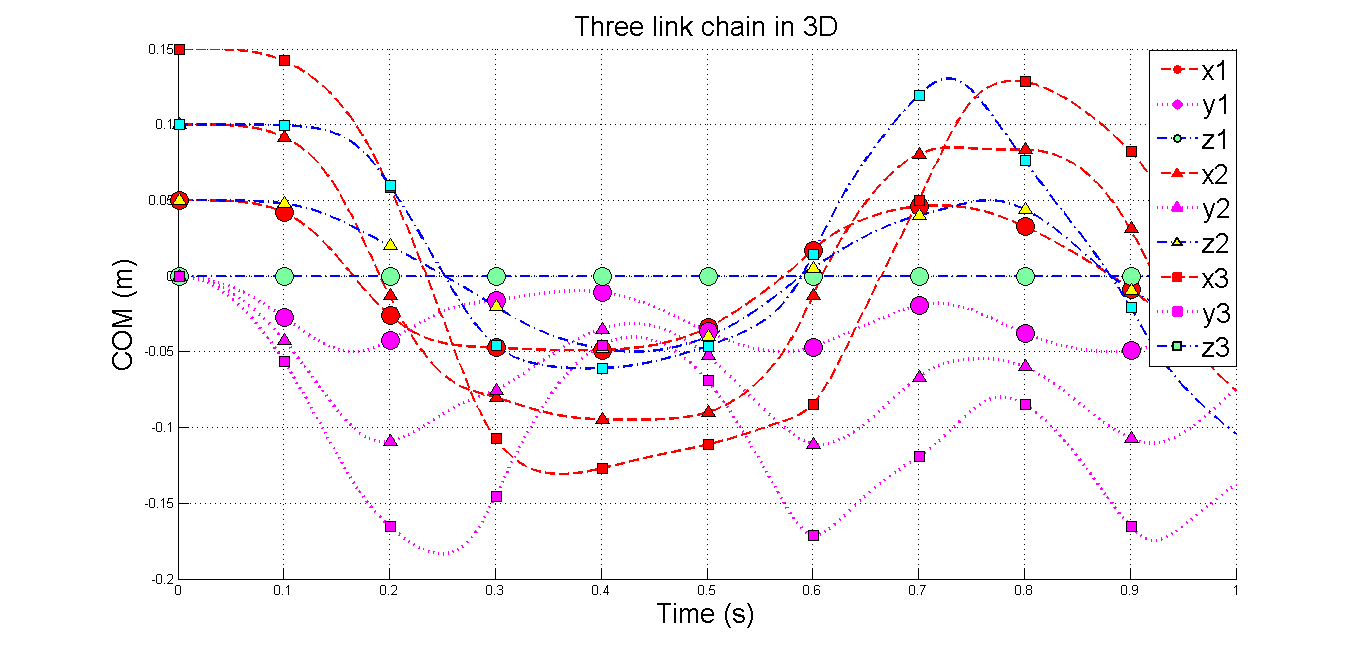 Three link chain in 3D
0.15
0.1
0.05
0
-0.05
-0.1
-0.15
-0.2
COM (m)
0 0.1 0.2 0.3 0.4 0.5 0.6 0.7 0.8 0.9 1
Time (s)
x1
y1
z1
x2
y2
z2
x3
y3
z3